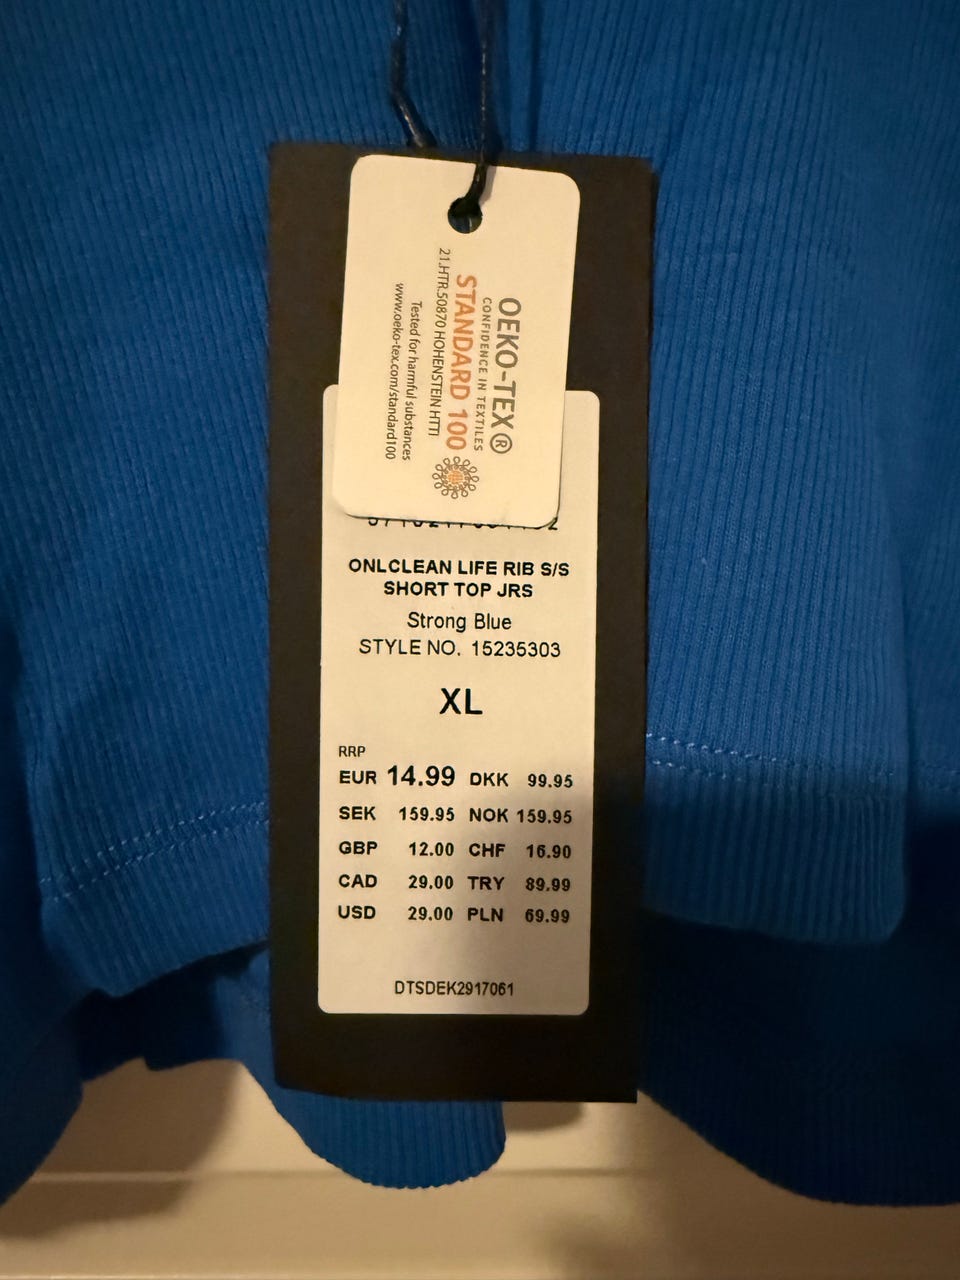 OEKO-TEX®
CONFIDENCE IN TEXTILES
STANDARD 100
21.HTR.50870 HOHENSTEIN HTTI
Tested for harmful substances
www.oeko-tex.com/standard100
ONLCLEAN LIFE RIB S/S
SHORT TOP JRS
Strong Blue
STYLE NO. 15235303
XL
RRP
EUR 14.99 DKK 99.95
SEK 159.95 NOK 159.95
GBP 12.00 CHF 16.90
CAD 29.00 TRY 89.99
USD 29.00 PLN 69.99
DTSDEK2917061